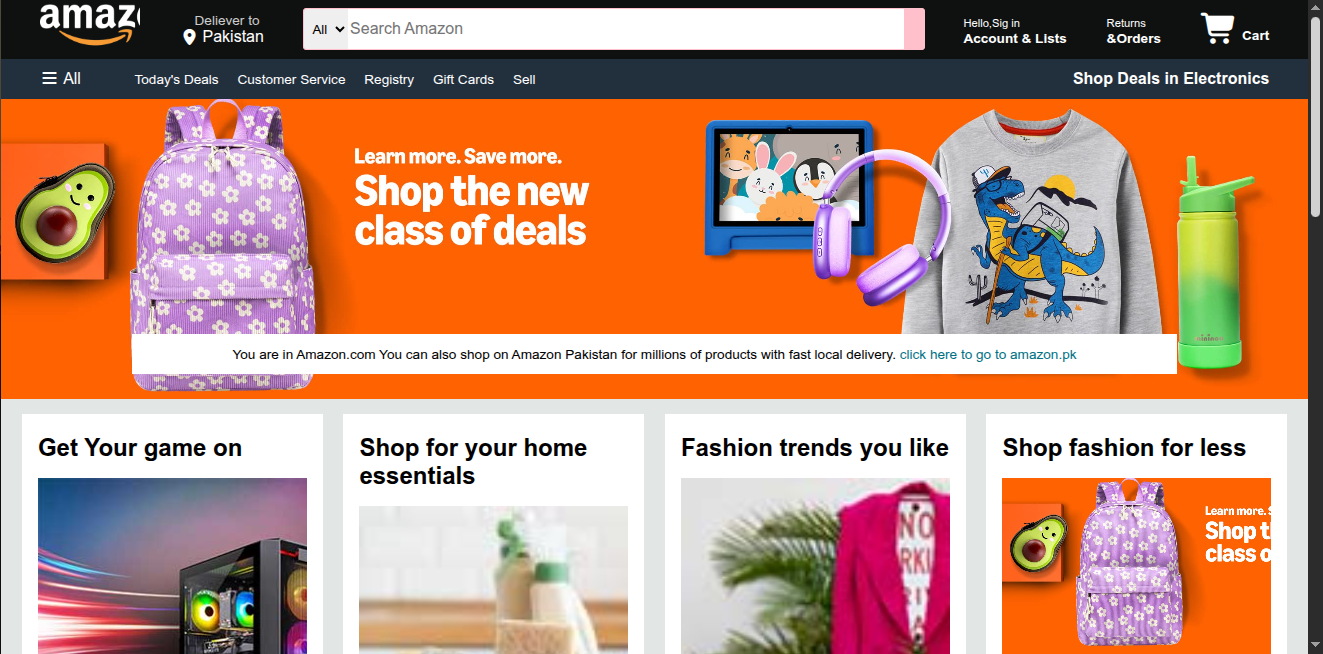 amaz
Deliever to
Pakistan
All
Search Amazon
Hello,Sig in
Account & Lists
Returns
&Orders
Cart
All
Today's Deals
Customer Service
Registry
Gift Cards
Sell
Shop Deals in Electronics
Learn more. Save more.
Shop the new
class of deals
You are in Amazon.com You can also shop on Amazon Pakistan for millions of products with fast local delivery. click here to go to amazon.pk
Get Your game on
Shop for your home
essentials
Fashion trends you like
Shop fashion for less
NO
RKI
Learn more. S
Shop t
class o